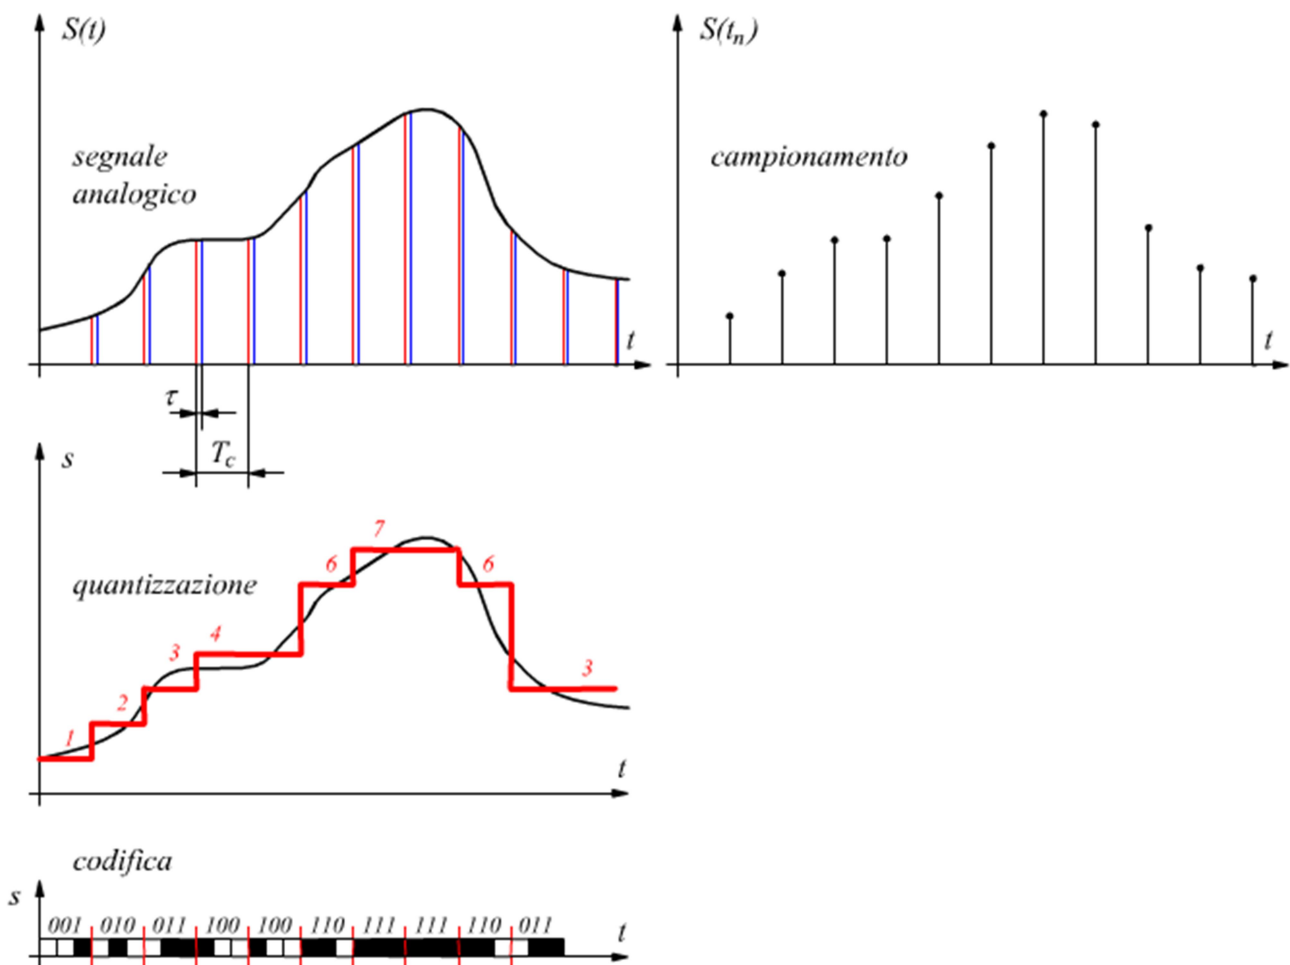 S(t)
segnale
analogico
t
τ
Tc
S(tn)
campionamento
t
s
quantizzazione
1
2
3
4
6
7
6
3
t
codifica
s
001 010 011 100 100 110 111 111 110 011
t